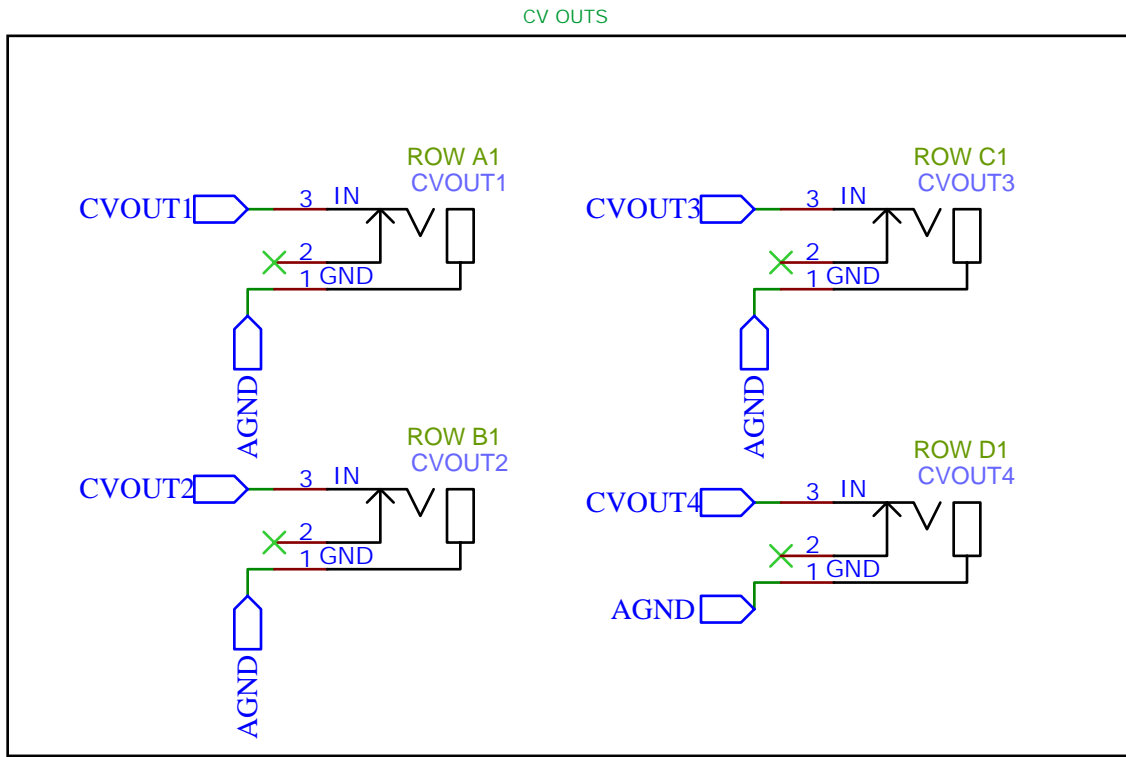 CV OUTS
ROW A1
CVOUT1
CVOUT1
3 IN
2
1 GND
AGND
ROW C1
CVOUT3
CVOUT3
3 IN
2
1 GND
AGND
ROW B1
CVOUT2
CVOUT2
3 IN
2
1 GND
AGND
ROW D1
CVOUT4
CVOUT4
3 IN
2
1 GND
AGND